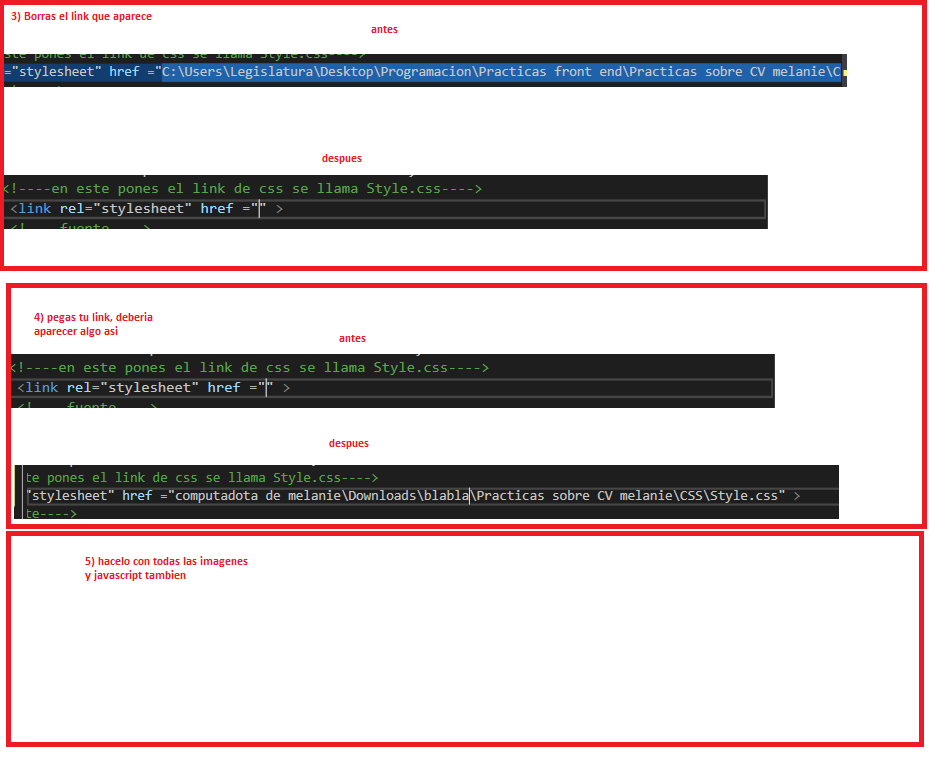 3) Borras el link que aparece
antes
este pones el link de css se llama Style.css---->
="stylesheet" href ="C:\Users\Legislatura\Desktop\Programacion\Practicas front end\Practicas sobre CV melanie\C
despues
<!----en este pones el link de css se llama Style.css---->
<link rel="stylesheet" href ="" >
<!----fuente---->
4) pegas tu link, deberia
aparecer algo asi
antes
<!----en este pones el link de css se llama Style.css---->
<link rel="stylesheet" href ="" >
<!----fuente---->
despues
te pones el link de css se llama Style.css---->
"stylesheet" href ="computadota de melanie\Downloads\blabla\Practicas sobre CV melanie\CSS\Style.css" >
te---->
5) hacelo con todas las imagenes
y javascript tambien